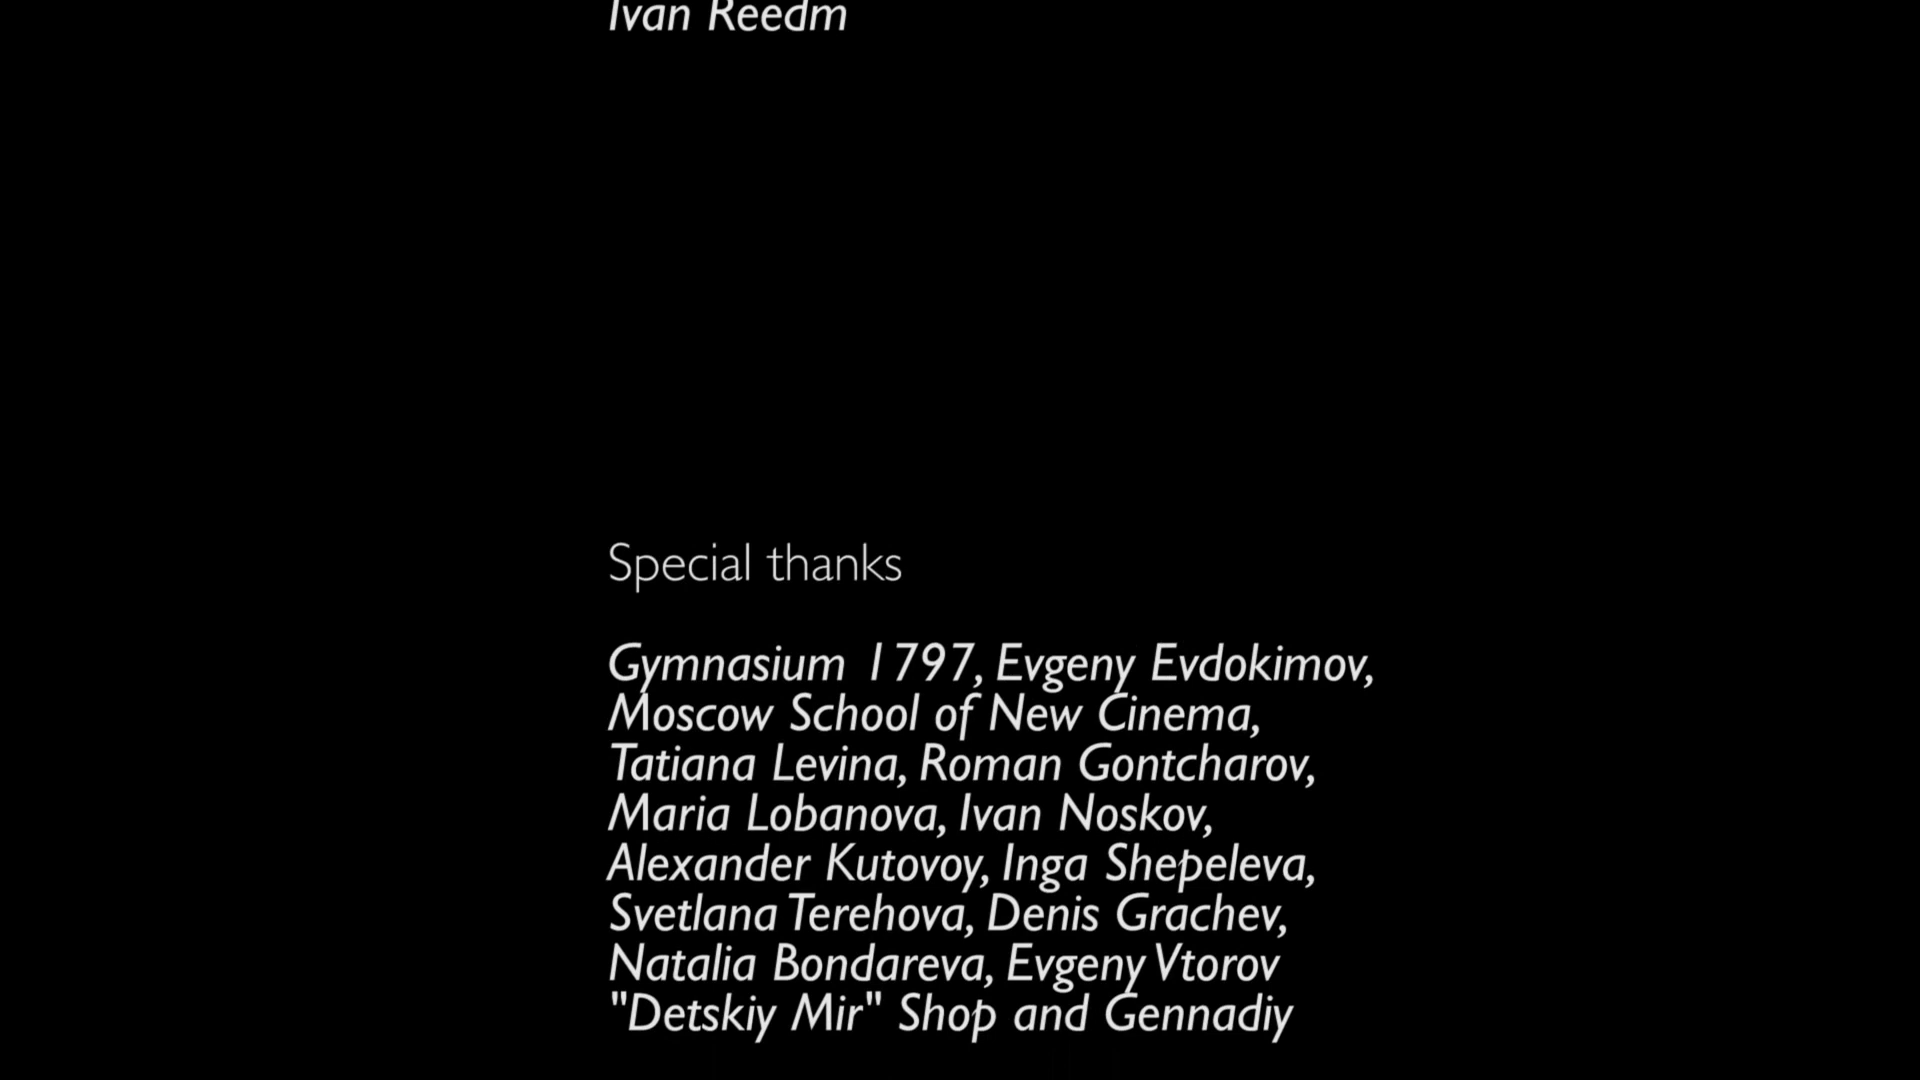 Ivan Reedm
Special thanks
Gymnasium 1797, Evgeny Evdokimov,
Moscow School of New Cinema,
Tatiana Levina, Roman Gontcharov,
Maria Lobanova, Ivan Noskov,
Alexander Kutovoy, Inga Shepeleva,
Svetlana Terehova, Denis Grachev,
Natalia Bondareva, Evgeny Vtorov
"Detskiy Mir" Shop and Gennadiy